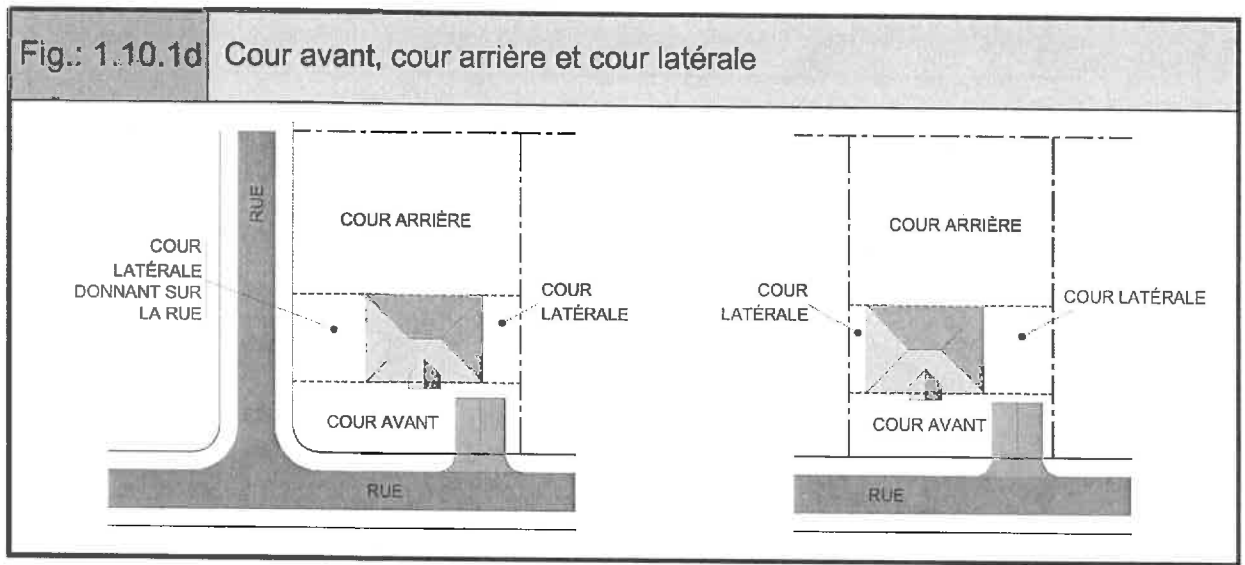 Fig.: 1.10.1d Cour avant, cour arrière et cour latérale
RUE
COUR ARRIÈRE
COUR
LATÉRALE
DONNANT SUR
LA RUE
COUR
LATÉRALE
COUR AVANT
RUE
COUR ARRIÈRE
COUR
LATÉRALE
COUR LATÉRALE
COUR AVANT
RUE